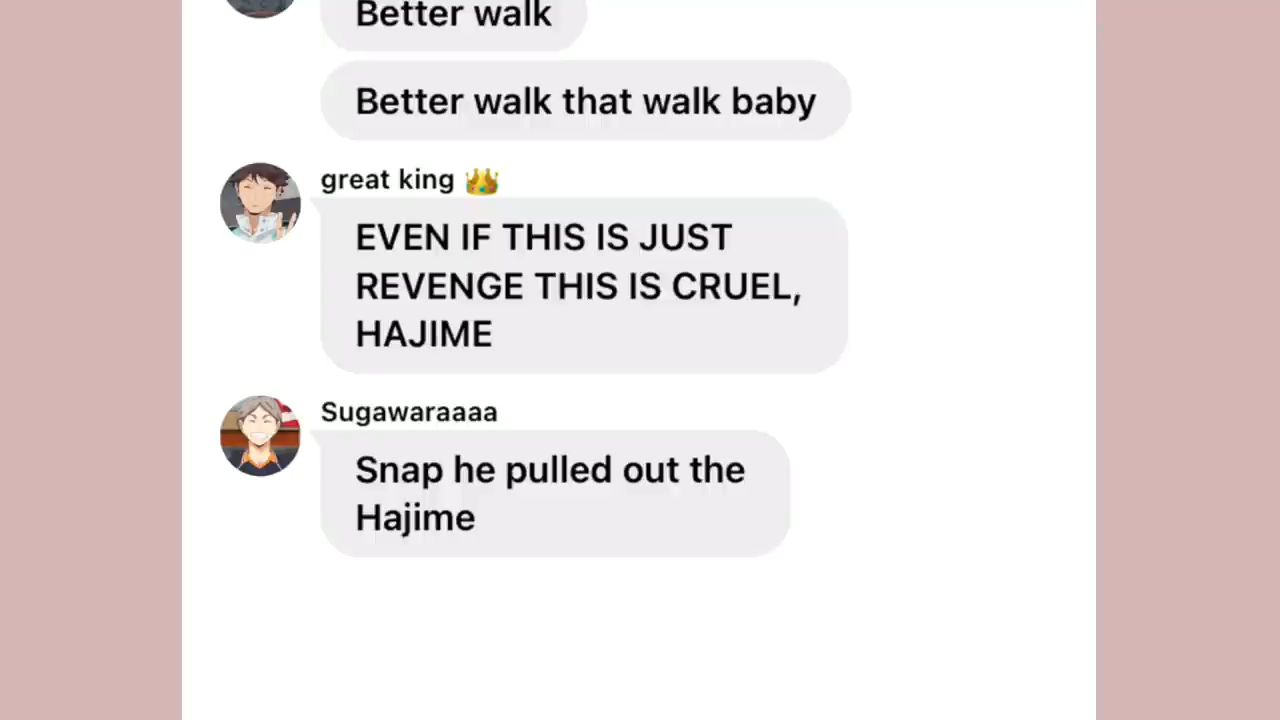 Better walk
Better walk that walk baby
great king 👑
EVEN IF THIS IS JUST
REVENGE THIS IS CRUEL,
HAJIME
Sugawaraaaa
Snap he pulled out the
Hajime